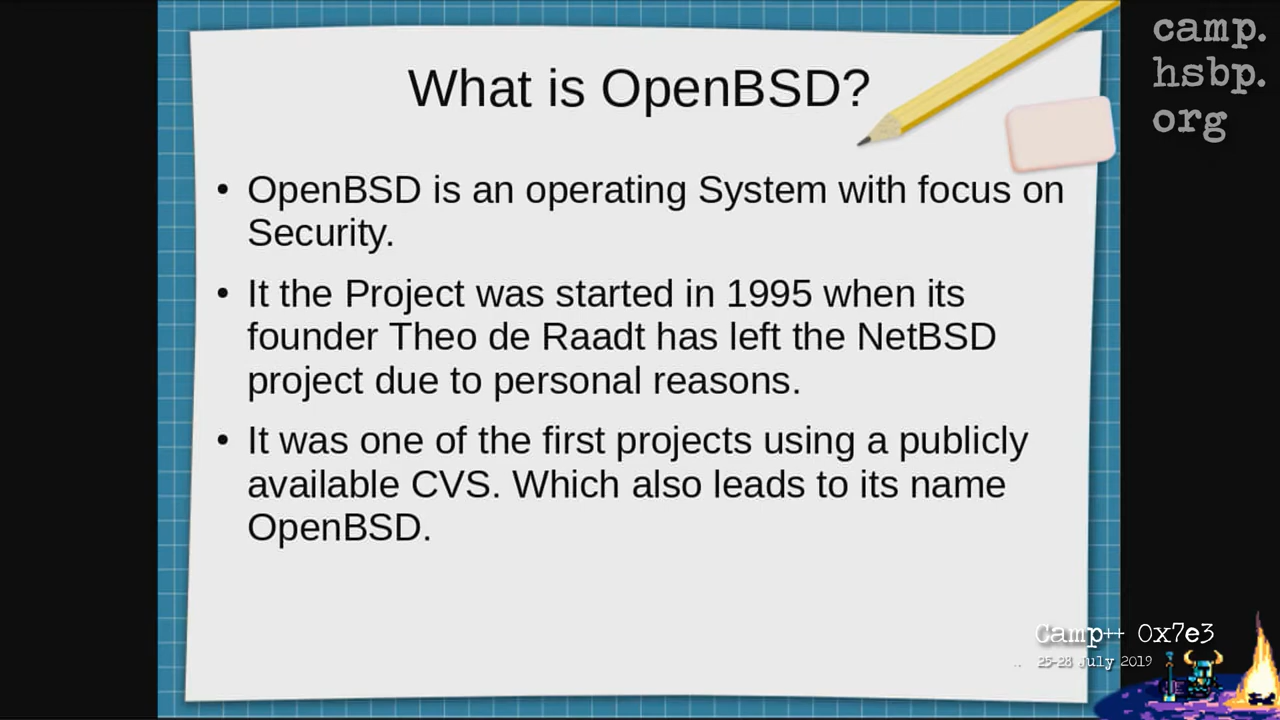 What is OpenBSD?
• OpenBSD is an operating System with focus on
Security.
• It the Project was started in 1995 when its
founder Theo de Raadt has left the NetBSD
project due to personal reasons.
• It was one of the first projects using a publicly
available CVS. Which also leads to its name
OpenBSD.
camp.
hsbp.
org
Camp++ 0x7e3
25-28 July 2019